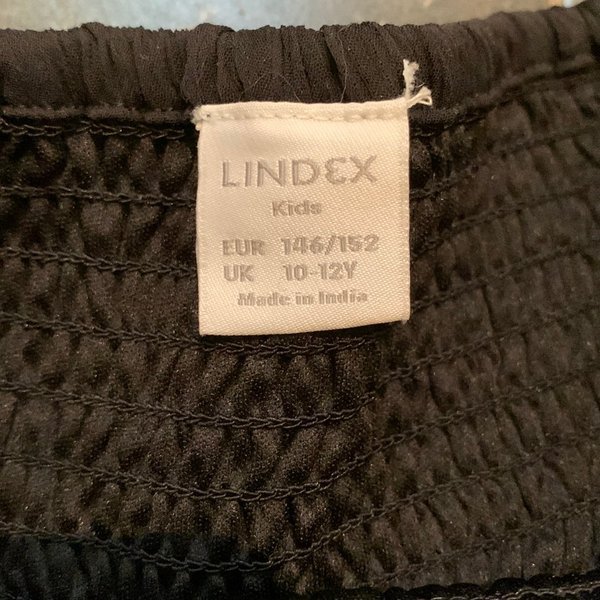 LINDEX
Kids
EUR 146/152
UK 10-12Y
Made in India